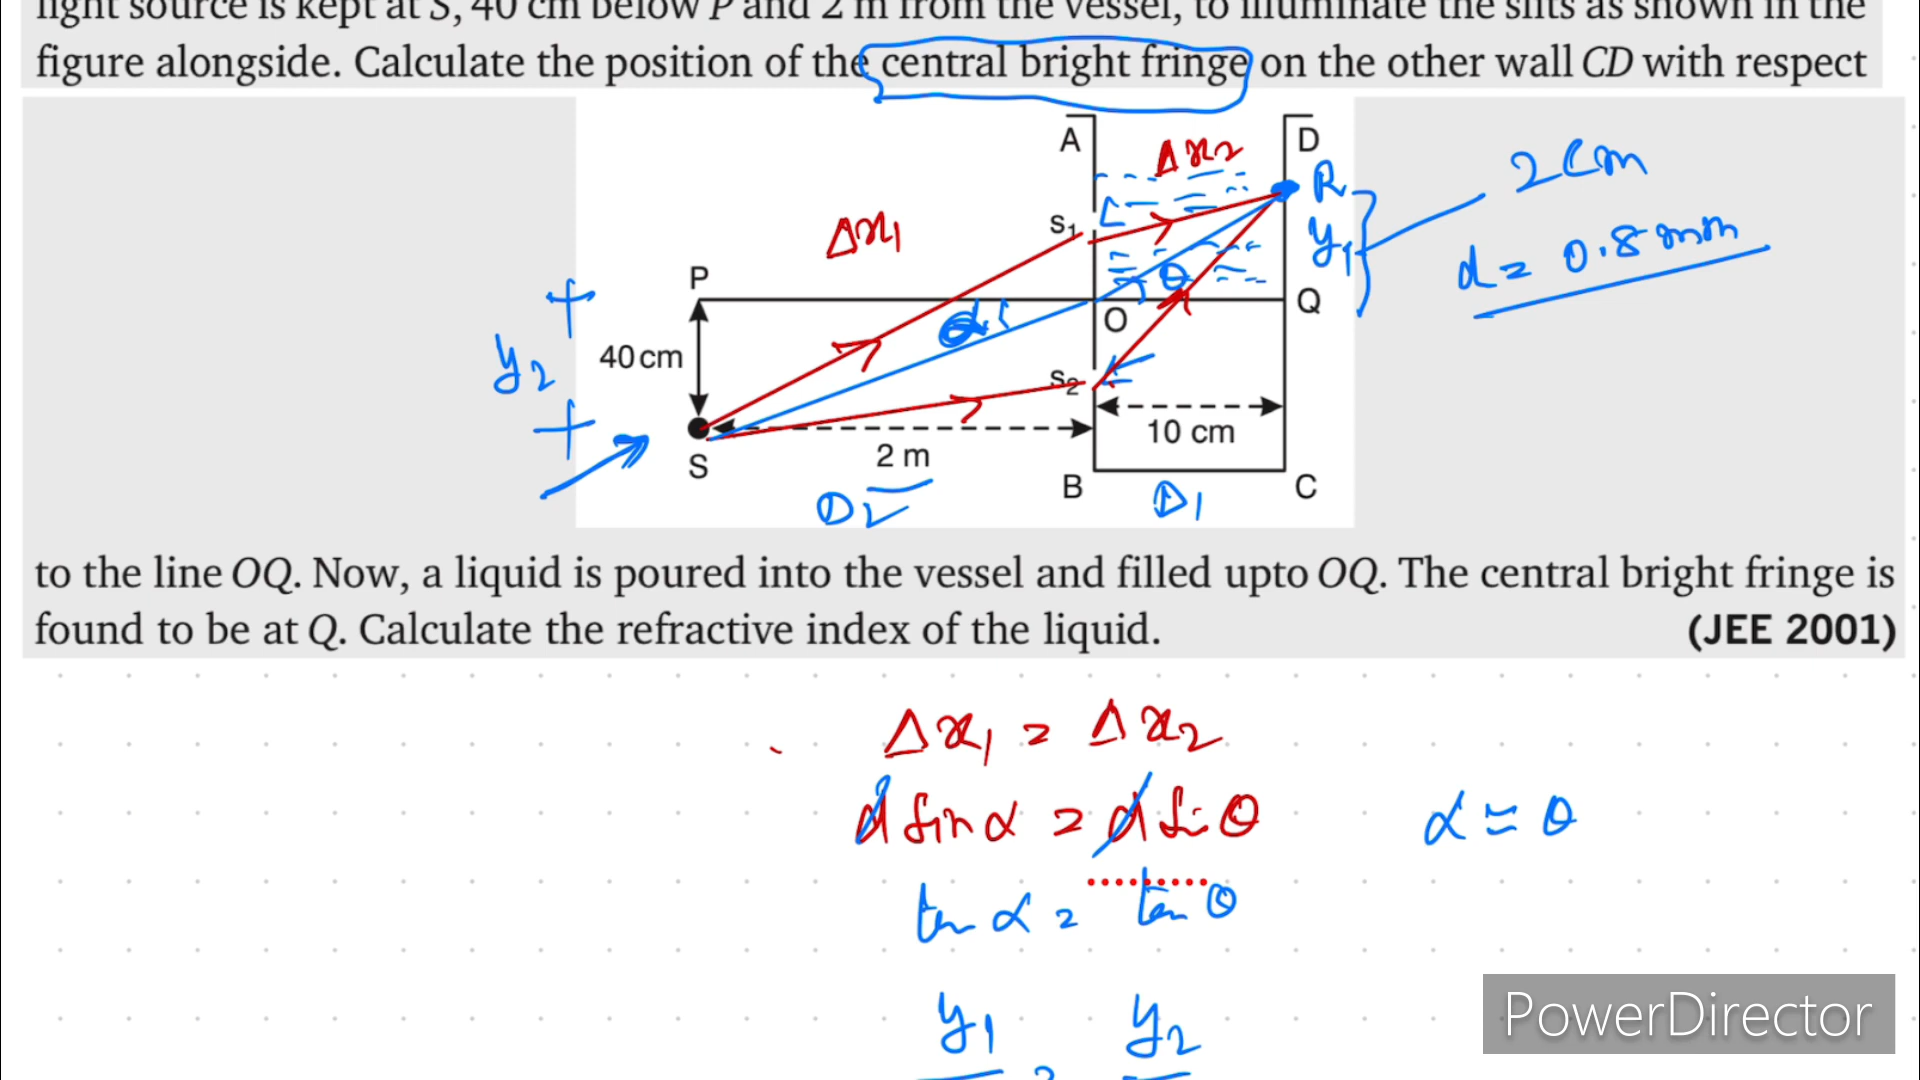 light source is kept at S, 40 cm below P and 2 m from the vessel, to illuminate the slits as shown in the
figure alongside. Calculate the position of the central bright fringe on the other wall CD with respect
A
Δx2
D
2 cm
R
Δx1
S1
y1
d = 0.8 mm
P
θ
+
α
O
Q
y2
40 cm
S2
+
10 cm
2 m
S
B
C
D2
D1
to the line OQ. Now, a liquid is poured into the vessel and filled upto OQ. The central bright fringe is
found to be at Q. Calculate the refractive index of the liquid.
(JEE 2001)
Δx1 = Δx2
d sin α = d sin θ
α ≈ θ
tan α = tan θ
y1 = y2
PowerDirector